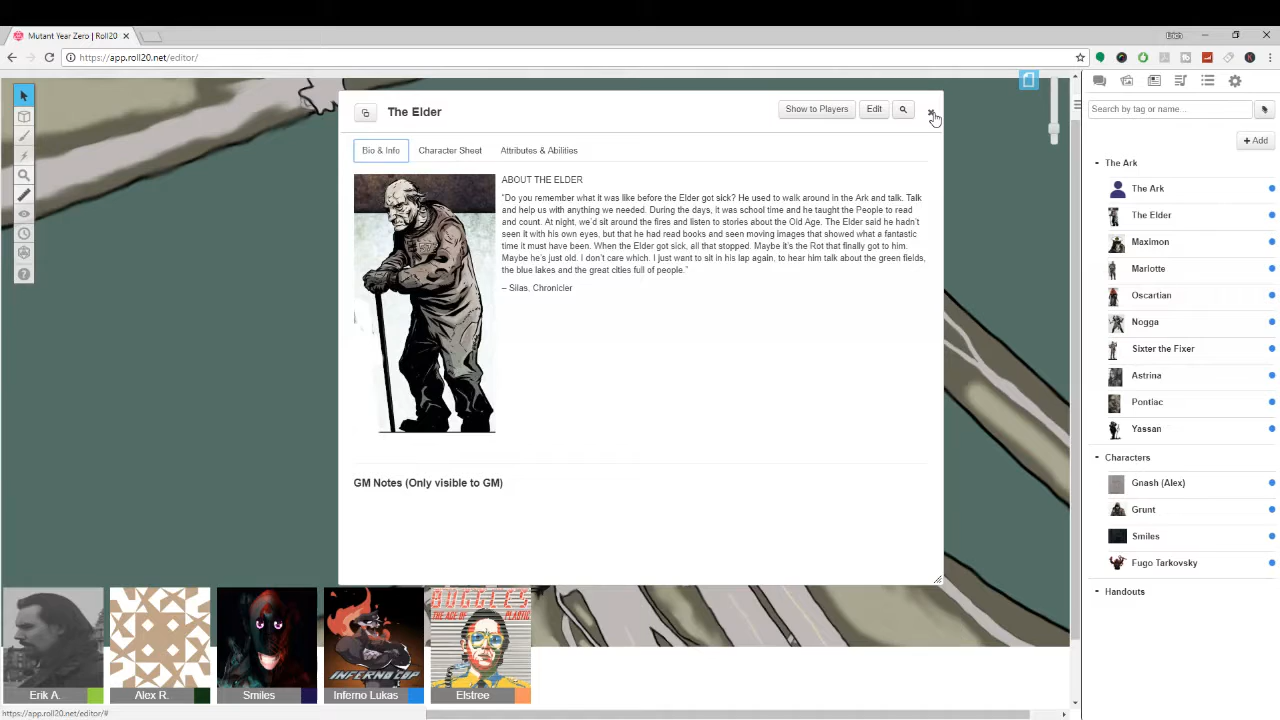 Mutant Year Zero | Roll20
https://app.roll20.net/editor/
The Elder
Show to Players
Edit
Bio & Info
Character Sheet
Attributes & Abilities
ABOUT THE ELDER
"Do you remember what it was like before the Elder got sick? He used to walk around in the Ark and talk. Talk
and help us with anything we needed. During the days, it was school time and he taught the People to read
and count. At night, we'd sit around the fires and listen to stories about the Old Age. The Elder said he hadn't
seen it with his own eyes, but that he had read books and seen moving images that showed what a fantastic
time it must have been. When the Elder got sick, all that stopped. Maybe it's the Rot that finally got to him.
Maybe he's just old. I don't care which. I just want to sit in his lap again, to hear him talk about the green fields,
the blue lakes and the great cities full of people."
– Silas, Chronicler
GM Notes (Only visible to GM)
Search by tag or name...
+ Add
The Ark
The Ark
The Elder
Maximon
Marlotte
Oscartian
Nogga
Sixter the Fixer
Astrina
Pontiac
Yassan
Characters
Gnash (Alex)
Grunt
Smiles
Fugo Tarkovsky
Handouts
BUGGLES
THE AGE OF PLASTIC
INFERNO COP
Erik A.
Alex R.
Smiles
Inferno Lukas
Elstree
https://app.roll20.net/editor/#